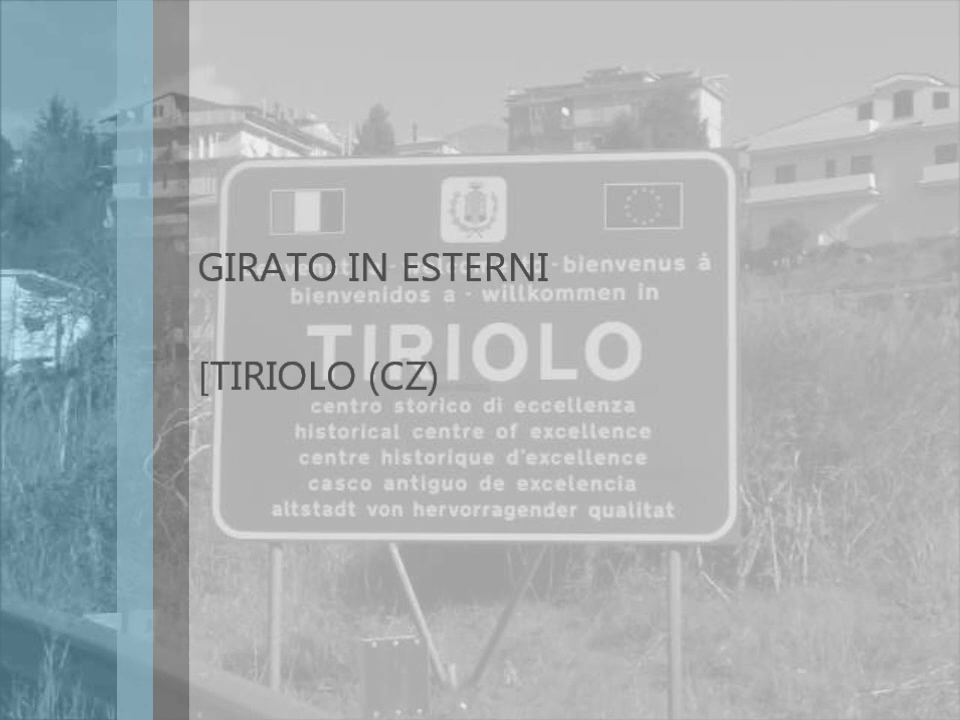 GIRATO IN ESTERNI
bienvenus á
bienvenidos a - willkommen in
TIRIOLO
[TIRIOLO (CZ)
centro storico di eccellenza
historical centre of excellence
centre historique d'excellence
casco antiguo de excelencia
altstadt von hervorragender qualitat